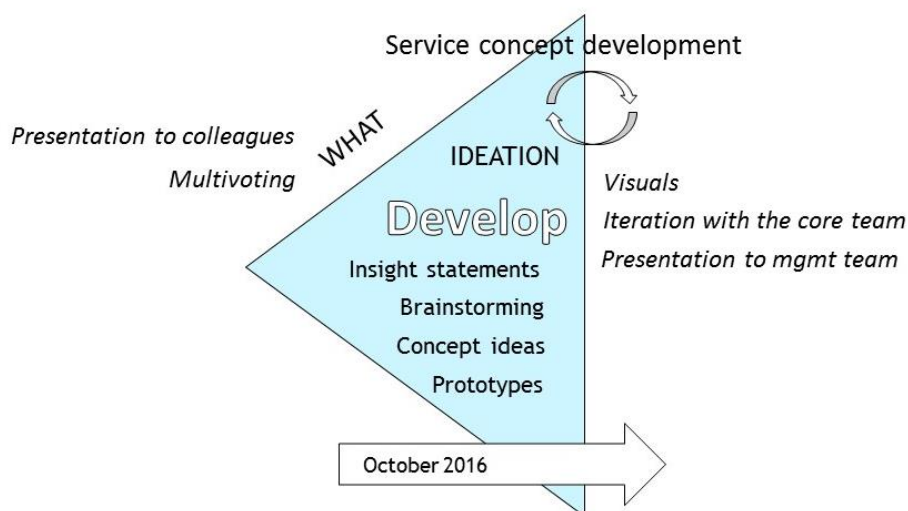 Service concept development
Presentation to colleagues
Multivoting
WHAT
IDEATION
Develop
Insight statements
Brainstorming
Concept ideas
Prototypes
Visuals
Iteration with the core team
Presentation to mgmt team
October 2016